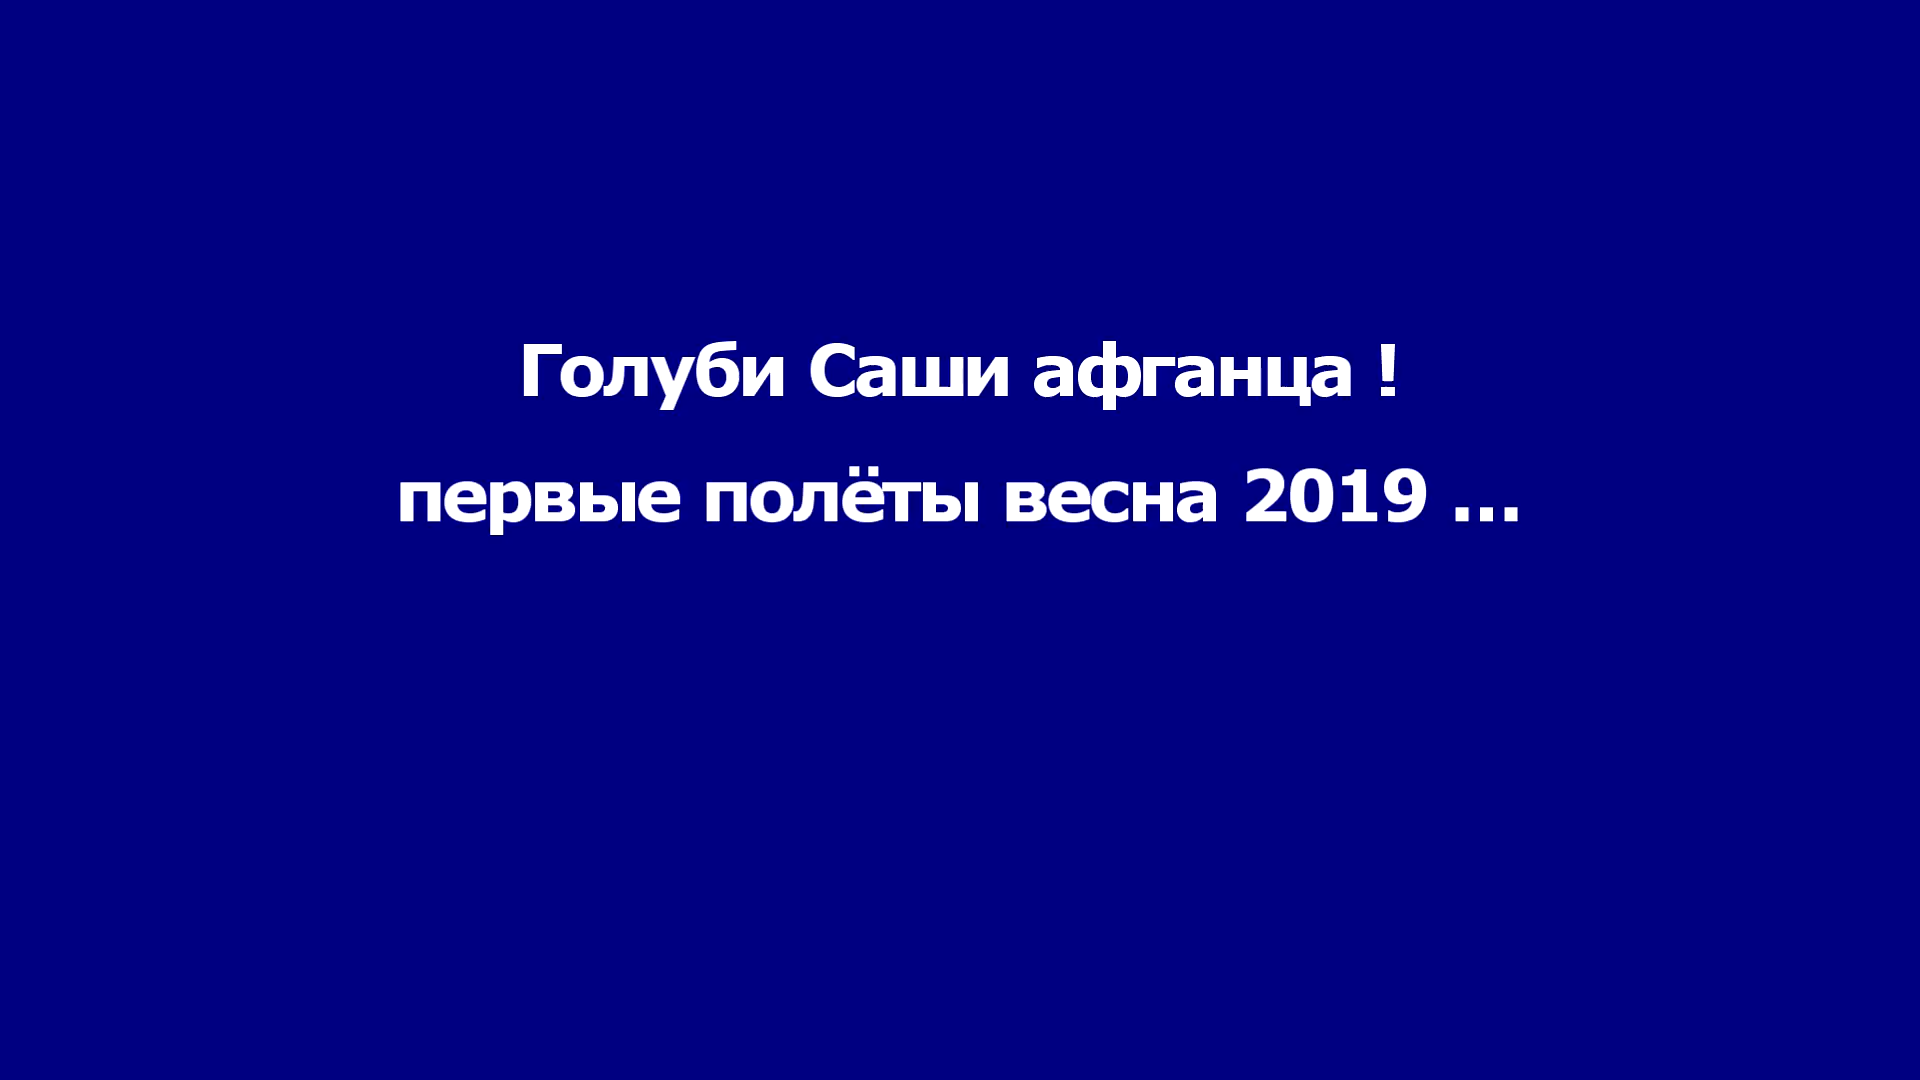 Голуби Саши афганца !
первые полёты весна 2019 ...